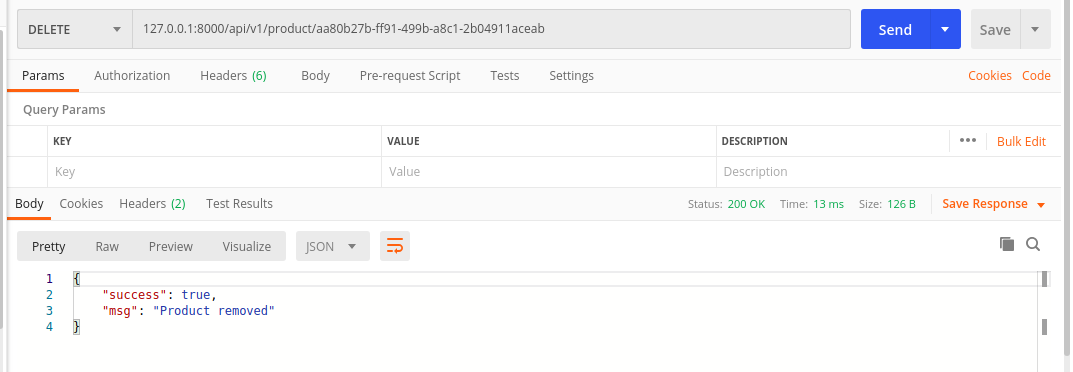 DELETE 127.0.0.1:8000/api/v1/product/aa80b27b-ff91-499b-a8c1-2b04911aceab Send Save
Params Authorization Headers (6) Body Pre-request Script Tests Settings Cookies Code
Query Params
KEY VALUE DESCRIPTION ••• Bulk Edit
Key Value Description
Body Cookies Headers (2) Test Results Status: 200 OK Time: 13 ms Size: 126 B Save Response
Pretty Raw Preview Visualize JSON
1 {
2 "success": true,
3 "msg": "Product removed"
4 }